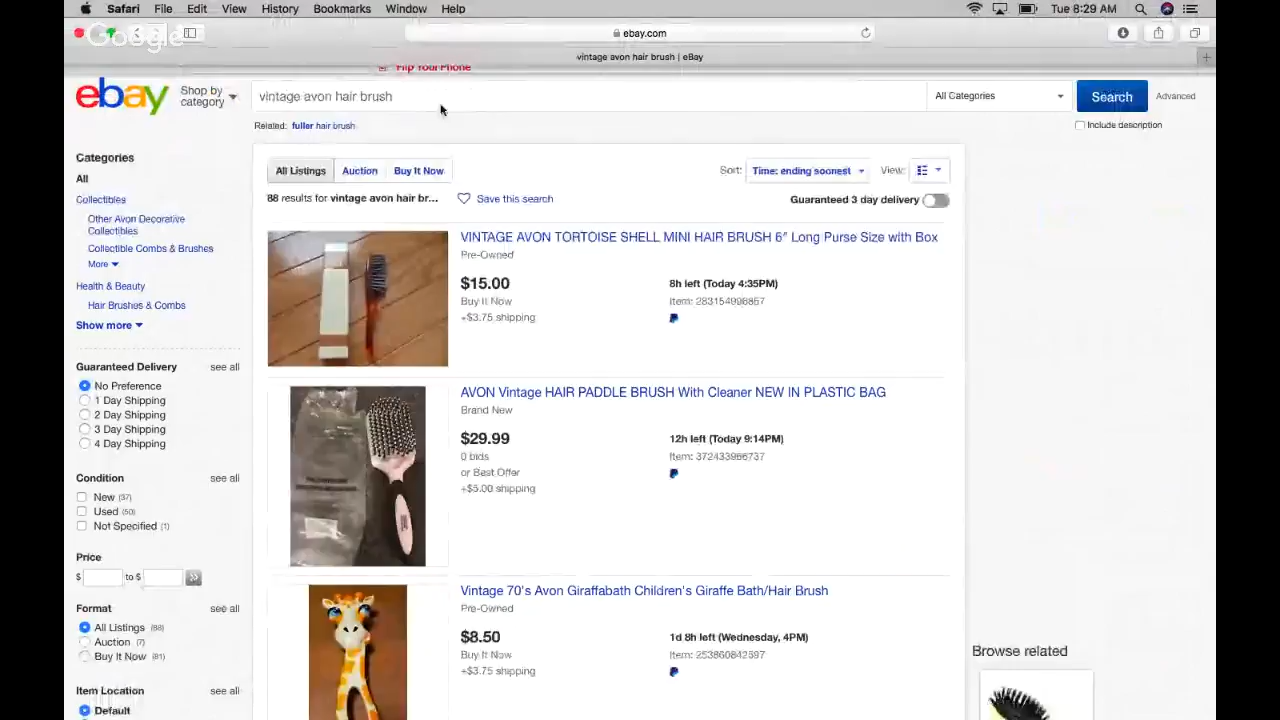 Safari File Edit View History Bookmarks Window Help Tue 8:29 AM
Google
ebay.com
vintage avon hair brush | eBay
Flip Your Phone
ebay Shop by category vintage avon hair brush All Categories Search Advanced
Related: fuller hair brush Include description
Categories
All
Collectibles
Other Avon Decorative
Collectibles
Collectible Combs & Brushes
More
Health & Beauty
Hair Brushes & Combs
Show more
Guaranteed Delivery see all
No Preference
1 Day Shipping
2 Day Shipping
3 Day Shipping
4 Day Shipping
Condition see all
New (37)
Used (50)
Not Specified (1)
Price
$ to $
Format see all
All Listings (88)
Auction (7)
Buy It Now (81)
Item Location see all
Default
All Listings Auction Buy It Now Sort: Time: ending soonest View:
88 results for vintage avon hair br... Save this search Guaranteed 3 day delivery
VINTAGE AVON TORTOISE SHELL MINI HAIR BRUSH 6" Long Purse Size with Box
Pre-Owned
$15.00 8h left (Today 4:35PM)
Buy It Now Item: 283154998867
+$3.75 shipping
AVON Vintage HAIR PADDLE BRUSH With Cleaner NEW IN PLASTIC BAG
Brand New
$29.99 12h left (Today 9:14PM)
0 bids Item: 372433966737
or Best Offer
+$5.00 shipping
Vintage 70's Avon Giraffabath Children's Giraffe Bath/Hair Brush
Pre-Owned
$8.50 1d 8h left (Wednesday, 4PM)
Buy It Now Item: 253860842597
+$3.75 shipping
Browse related